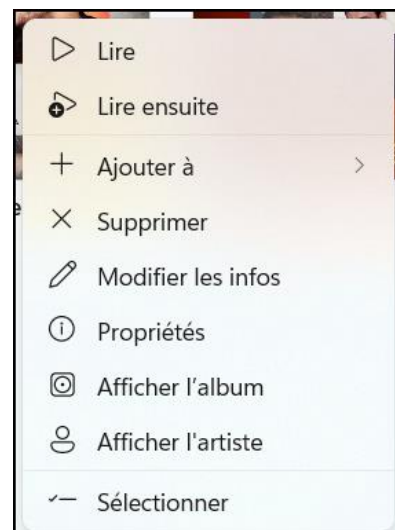 Lire
Lire ensuite
Ajouter à
Supprimer
Modifier les infos
Propriétés
Afficher l’album
Afficher l'artiste
Sélectionner